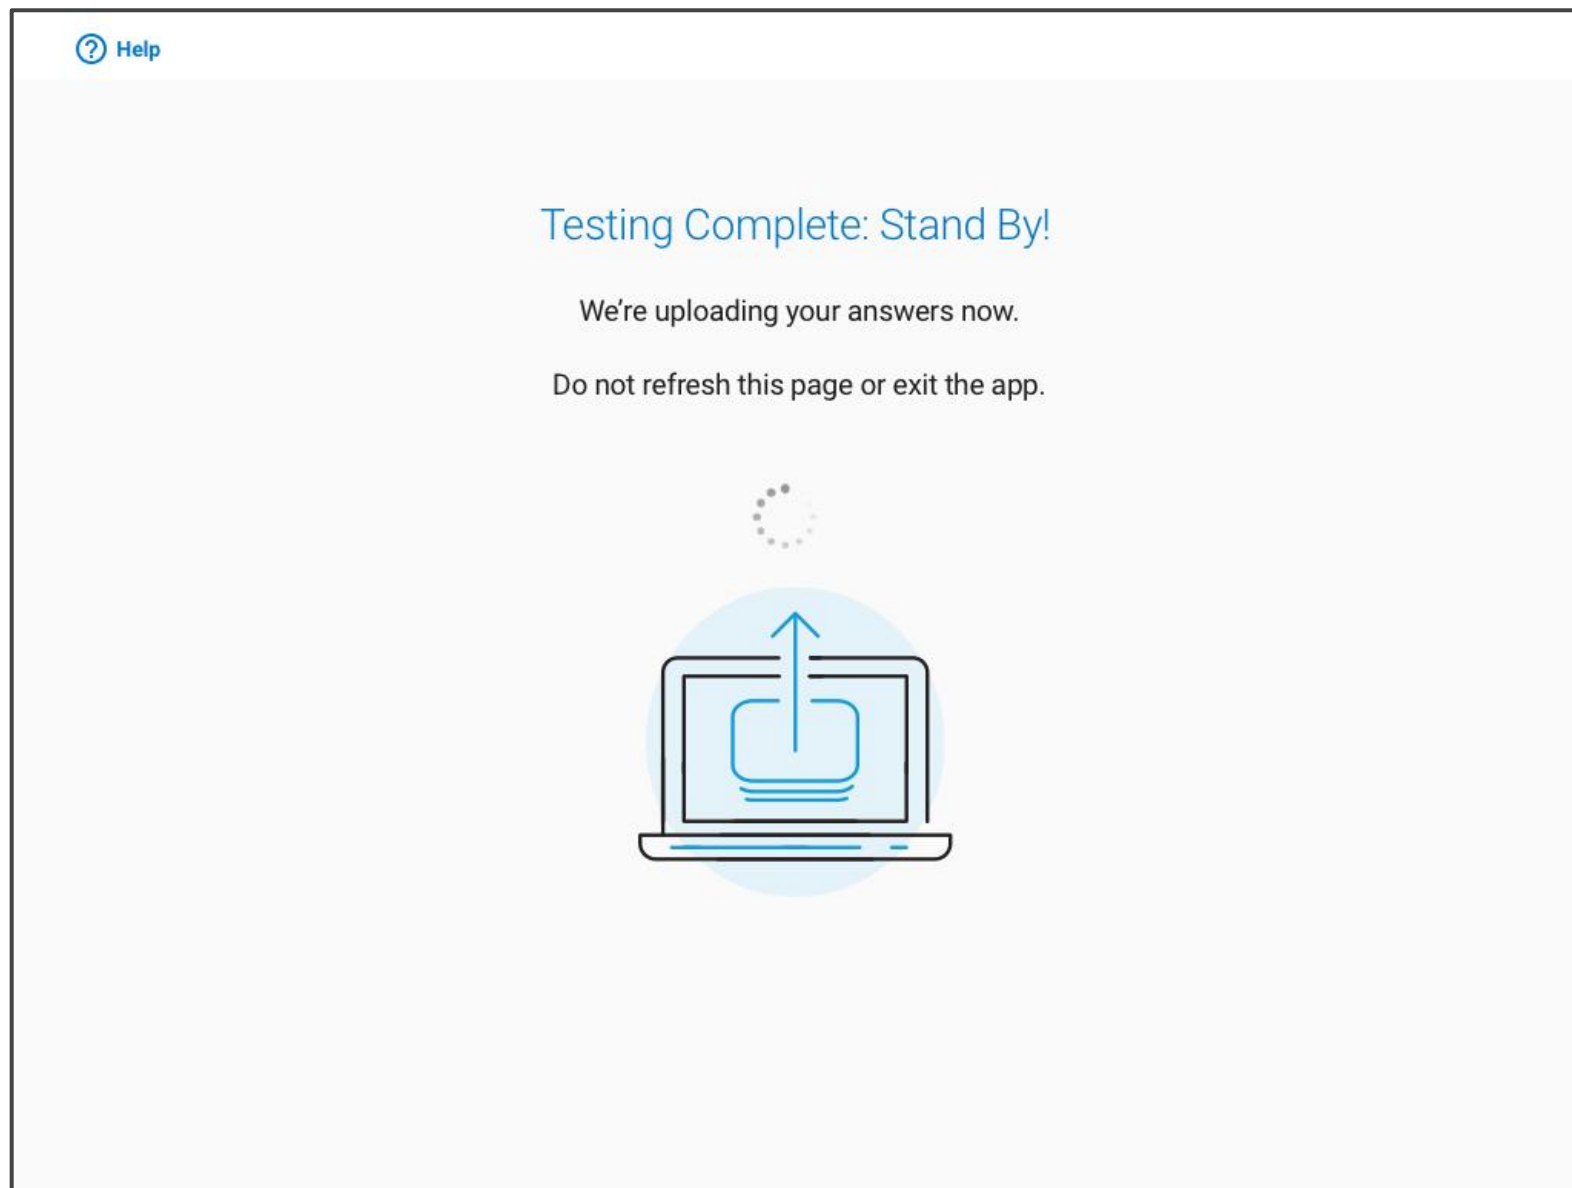 Help
Testing Complete: Stand By!
We’re uploading your answers now.
Do not refresh this page or exit the app.